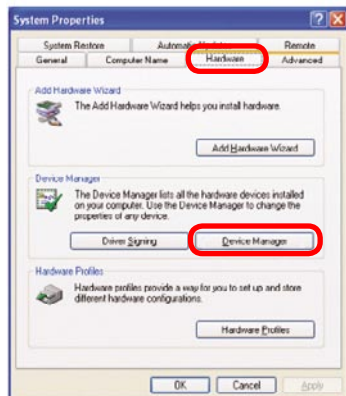 System Properties
System Restore Automatic Updates Remote
General Computer Name Hardware Advanced
Add Hardware Wizard
The Add Hardware Wizard helps you install hardware.
Add Hardware Wizard
Device Manager
The Device Manager lists all the hardware devices installed
on your computer. Use the Device Manager to change the
properties of any device.
Driver Signing Device Manager
Hardware Profiles
Hardware profiles provide a way for you to set up and store
different hardware configurations.
Hardware Profiles
OK Cancel Apply